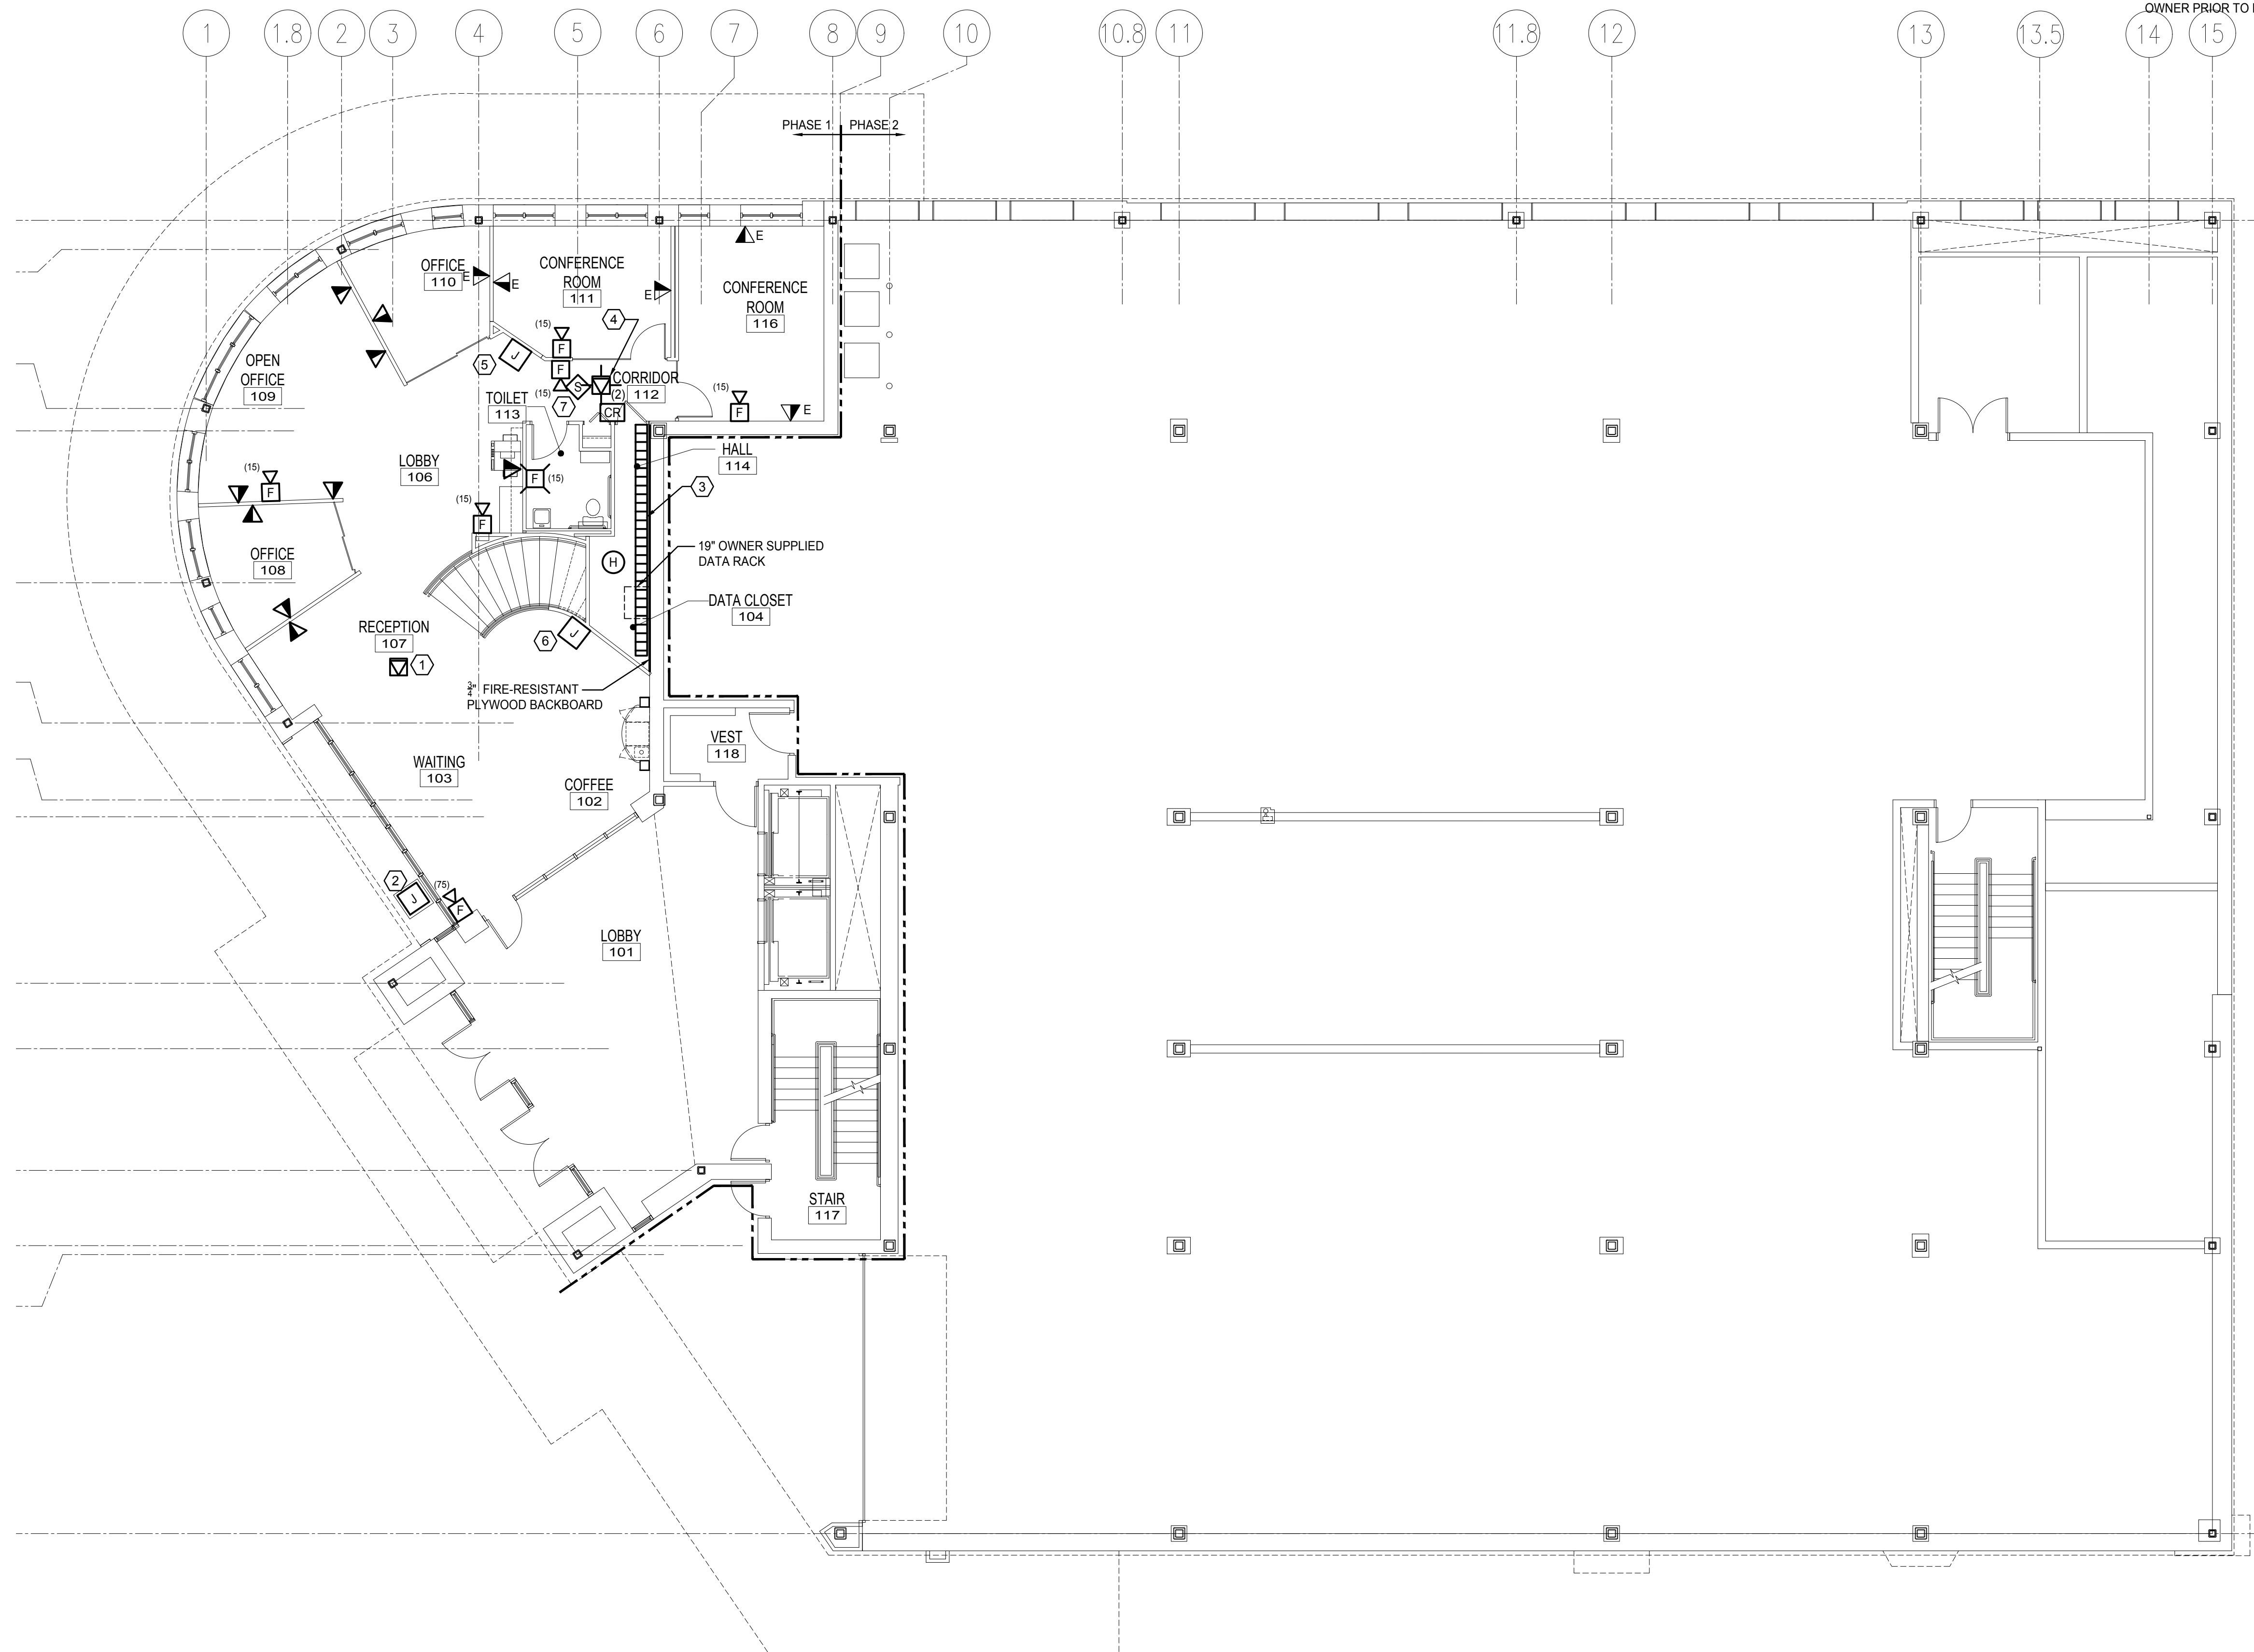 OWNER PRIOR TO
1 1.8 2 3 4 5 6 7 8 9 10 10.8 11 11.8 12 13 13.5 14 15
PHASE 1 PHASE 2
OFFICE
110
E
E
CONFERENCE
ROOM
111
E
E
CONFERENCE
ROOM
116
(15)
F
4
5
J
F
(15)
S
7
(2)
CR
CORRIDOR
112
(15)
F
E
OPEN
OFFICE
109
TOILET
113
LOBBY
106
HALL
114
(15)
F
F
(15)
(15)
F
3
OFFICE
108
H
19" OWNER SUPPLIED
DATA RACK
DATA CLOSET
104
RECEPTION
107
1
6
J
3/4" FIRE-RESISTANT
PLYWOOD BACKBOARD
VEST
118
WAITING
103
COFFEE
102
2
J
(75)
F
LOBBY
101
STAIR
117